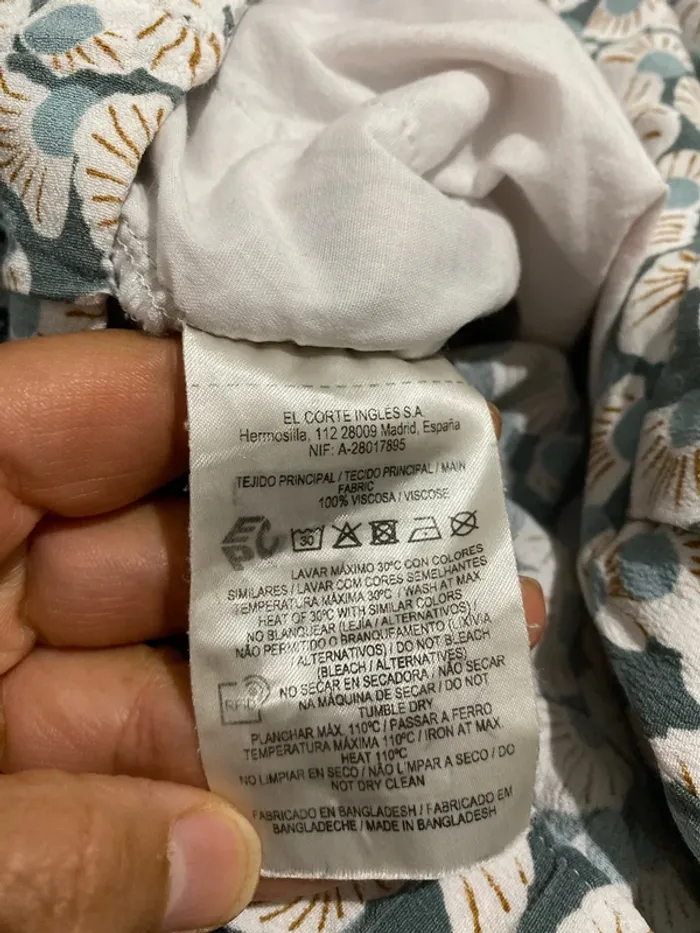 EL CORTE INGLES S.A.
Hermosilla, 112 28009 Madrid, España
NIF: A-28017895
TEJIDO PRINCIPAL / TECIDO PRINCIPAL / MAIN
FABRIC
100% VISCOSA / VISCOSE
EPC
30
LAVAR MÁXIMO 30ºC CON COLORES
SIMILARES / LAVAR COM CORES SEMELHANTES
TEMPERATURA MÁXIMA 30ºC / WASH AT MAX.
HEAT OF 30ºC WITH SIMILAR COLORS
NO BLANQUEAR (LEJÍA / ALTERNATIVOS) /
NÃO PERMITIDO O BRANQUEAMENTO (LIXIVIA
/ ALTERNATIVOS) / DO NOT BLEACH
(BLEACH / ALTERNATIVES)
RFID
NO SECAR EN SECADORA / NÃO SECAR
NA MÁQUINA DE SECAR / DO NOT
TUMBLE DRY
PLANCHAR MÁX. 110ºC / PASSAR A FERRO
TEMPERATURA MÁXIMA 110ºC / IRON AT MAX.
HEAT 110ºC
NO LIMPIAR EN SECO / NÃO LIMPAR A SECO / DO
NOT DRY CLEAN
FABRICADO EN BANGLADESH / FABRICADO EM
BANGLADECHE / MADE IN BANGLADESH